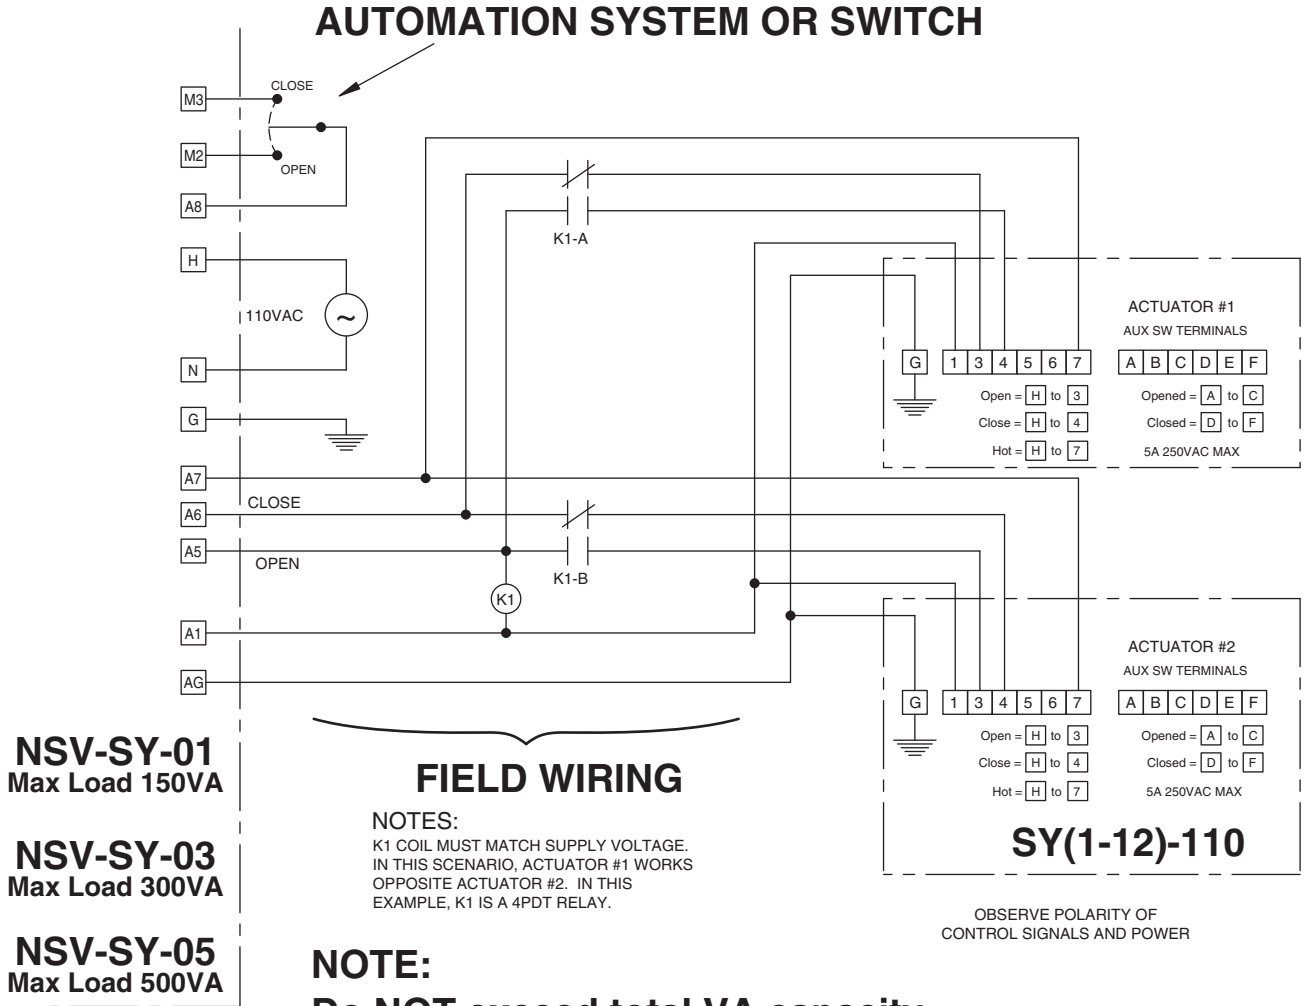 AUTOMATION SYSTEM OR SWITCH
M3
CLOSE
M2
OPEN
A8
H
110VAC
~
N
G
A7
CLOSE
A6
A5
OPEN
A1
AG
K1-A
K1-B
K1
ACTUATOR #1
AUX SW TERMINALS
G 1 3 4 5 6 7 A B C D E F
Open = H to 3 Opened = A to C
Close = H to 4 Closed = D to F
Hot = H to 7 5A 250VAC MAX
ACTUATOR #2
AUX SW TERMINALS
G 1 3 4 5 6 7 A B C D E F
Open = H to 3 Opened = A to C
Close = H to 4 Closed = D to F
Hot = H to 7 5A 250VAC MAX
SY(1-12)-110
OBSERVE POLARITY OF
CONTROL SIGNALS AND POWER
NSV-SY-01
Max Load 150VA
NSV-SY-03
Max Load 300VA
NSV-SY-05
Max Load 500VA
FIELD WIRING
NOTES:
K1 COIL MUST MATCH SUPPLY VOLTAGE.
IN THIS SCENARIO, ACTUATOR #1 WORKS
OPPOSITE ACTUATOR #2. IN THIS
EXAMPLE, K1 IS A 4PDT RELAY.
NOTE:
Do NOT exceed total VA capacity